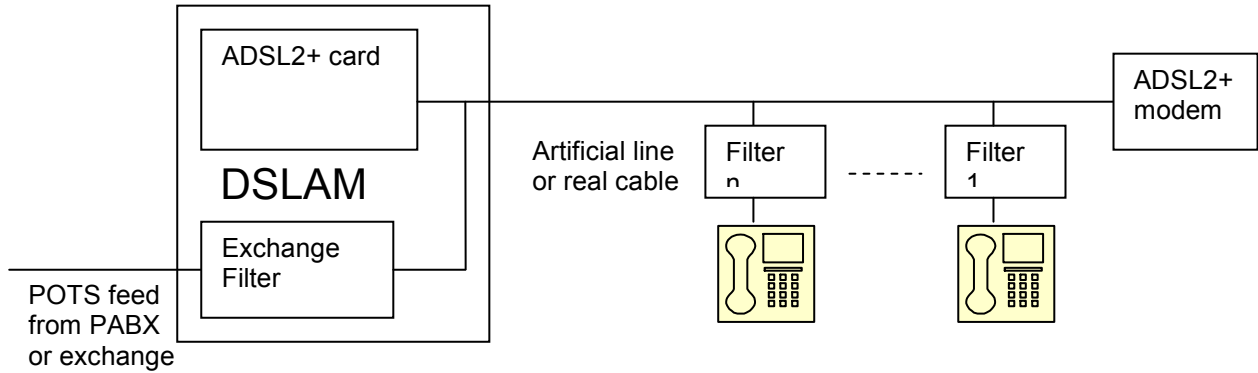 ADSL2+ card
DSLAM
Exchange
Filter
POTS feed
from PABX
or exchange
Artificial line
or real cable
Filter
n
Filter
1
ADSL2+
modem